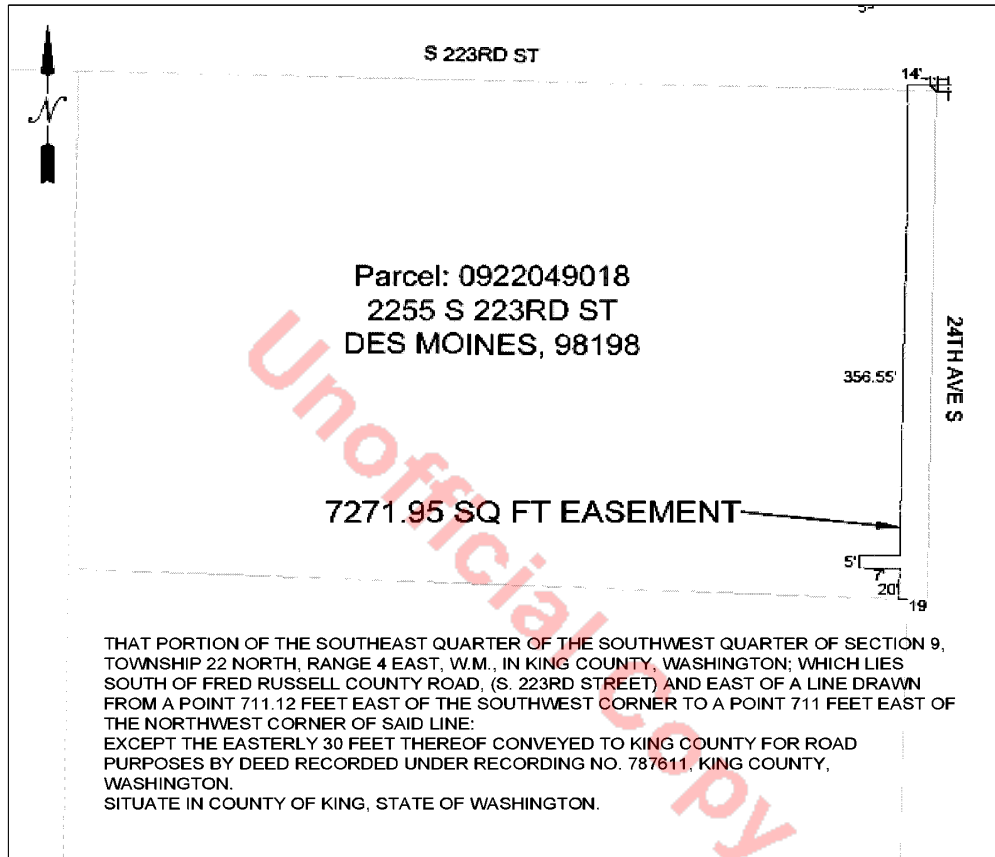 S 223RD ST
14'
N
Parcel: 0922049018
2255 S 223RD ST
DES MOINES, 98198
24TH AVE S
356.55'
7271.95 SQ FT EASEMENT
5'
7'
20'
19
THAT PORTION OF THE SOUTHEAST QUARTER OF THE SOUTHWEST QUARTER OF SECTION 9,
TOWNSHIP 22 NORTH, RANGE 4 EAST, W.M., IN KING COUNTY, WASHINGTON; WHICH LIES
SOUTH OF FRED RUSSELL COUNTY ROAD, (S. 223RD STREET) AND EAST OF A LINE DRAWN
FROM A POINT 711.12 FEET EAST OF THE SOUTHWEST CORNER TO A POINT 711 FEET EAST OF
THE NORTHWEST CORNER OF SAID LINE:
EXCEPT THE EASTERLY 30 FEET THEREOF CONVEYED TO KING COUNTY FOR ROAD
PURPOSES BY DEED RECORDED UNDER RECORDING NO. 787611, KING COUNTY,
WASHINGTON.
SITUATE IN COUNTY OF KING, STATE OF WASHINGTON.
Unofficial Copy